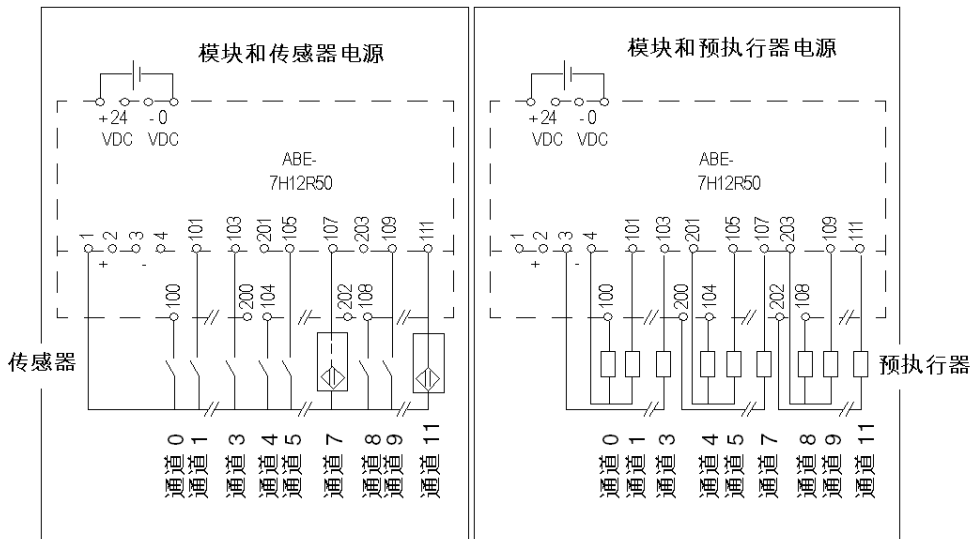 模块和传感器电源
+24 -0
VDC VDC
ABE-
7H12R50
1 2 3 4 101 103 201 105 107 203 109 111
+ -
100 200 104 202 108
传感器
通道 0 通道 1 通道 3 通道 4 通道 5 通道 7 通道 8 通道 9 通道 11
模块和预执行器电源
+24 -0
VDC VDC
ABE-
7H12R50
1 2 3 4 101 103 201 105 107 203 109 111
+ -
100 200 104 202 108
预执行器
通道 0 通道 1 通道 3 通道 4 通道 5 通道 7 通道 8 通道 9 通道 11